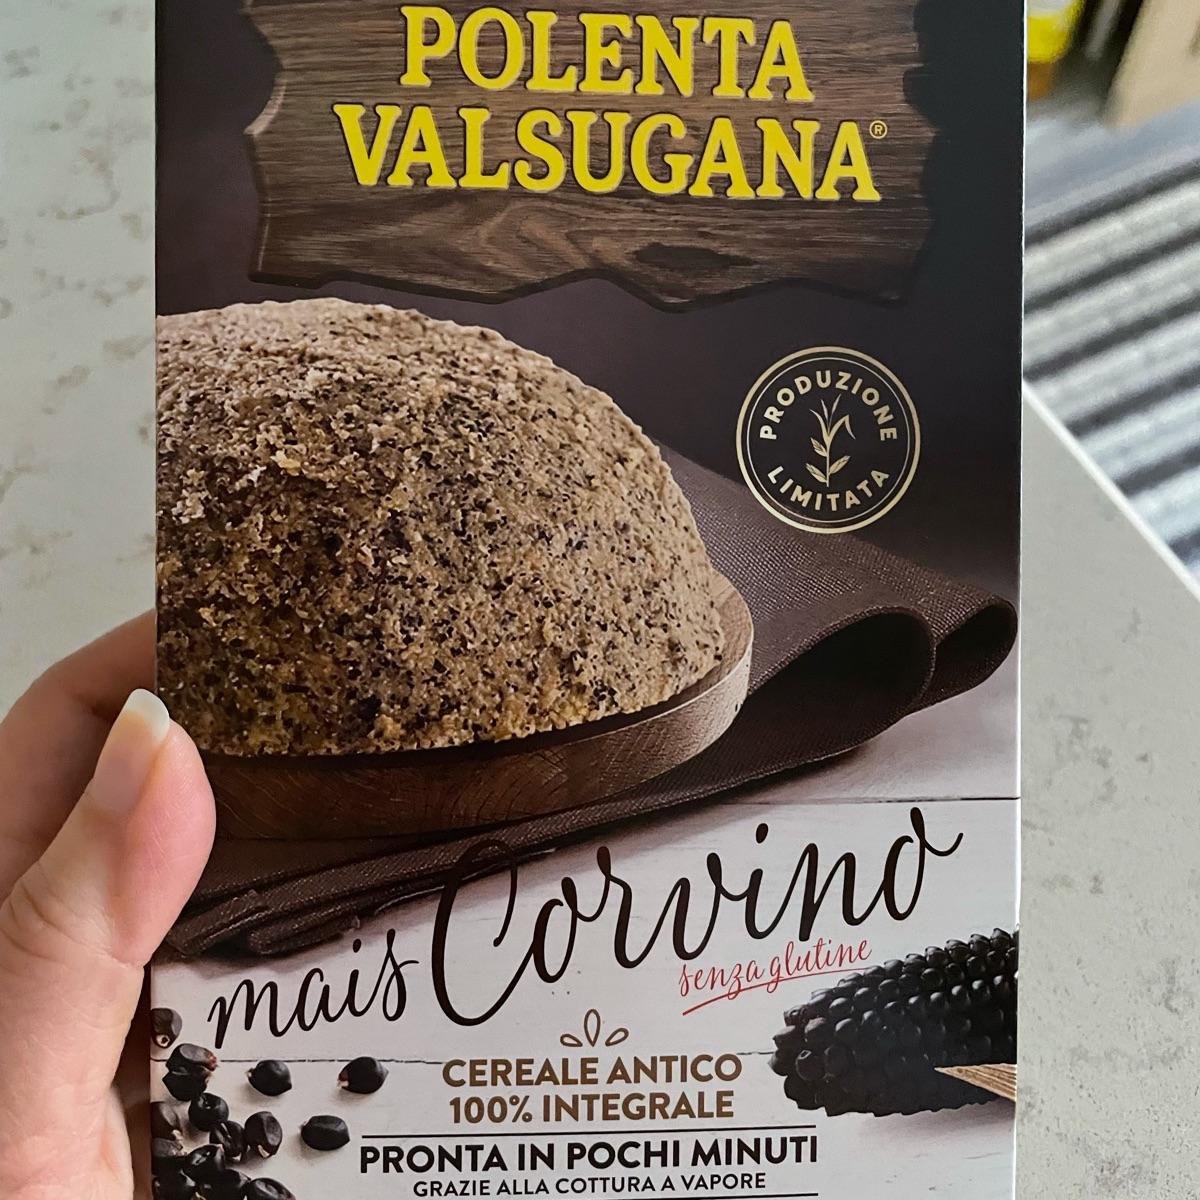 POLENTA
VALSUGANA®
PRODUZIONE
LIMITATA
mais Corvino
senza glutine
CEREALE ANTICO
100% INTEGRALE
PRONTA IN POCHI MINUTI
GRAZIE ALLA COTTURA A VAPORE